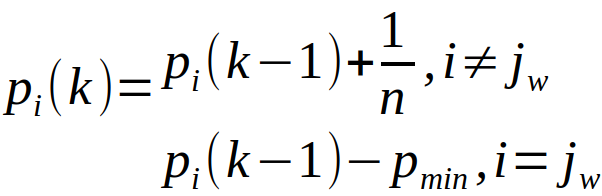 p_i(k) = p_i(k−1) + 1/n , i ≠ j_w
p_i(k−1) − p_min , i = j_w